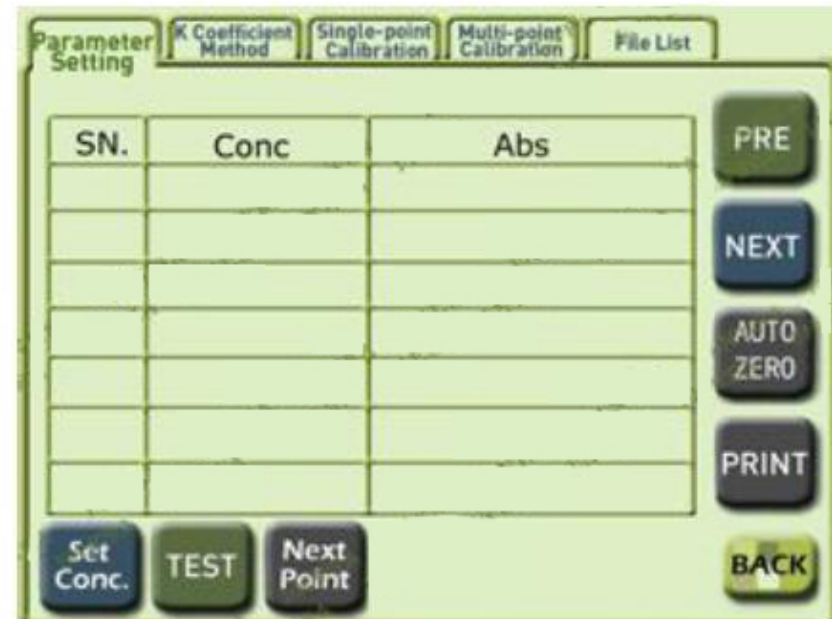 Parameter Setting
K Coefficient Method
Single-point Calibration
Multi-point Calibration
File List
SN. Conc Abs
PRE
NEXT
AUTO
ZERO
PRINT
Set
Conc.
TEST
Next
Point
BACK